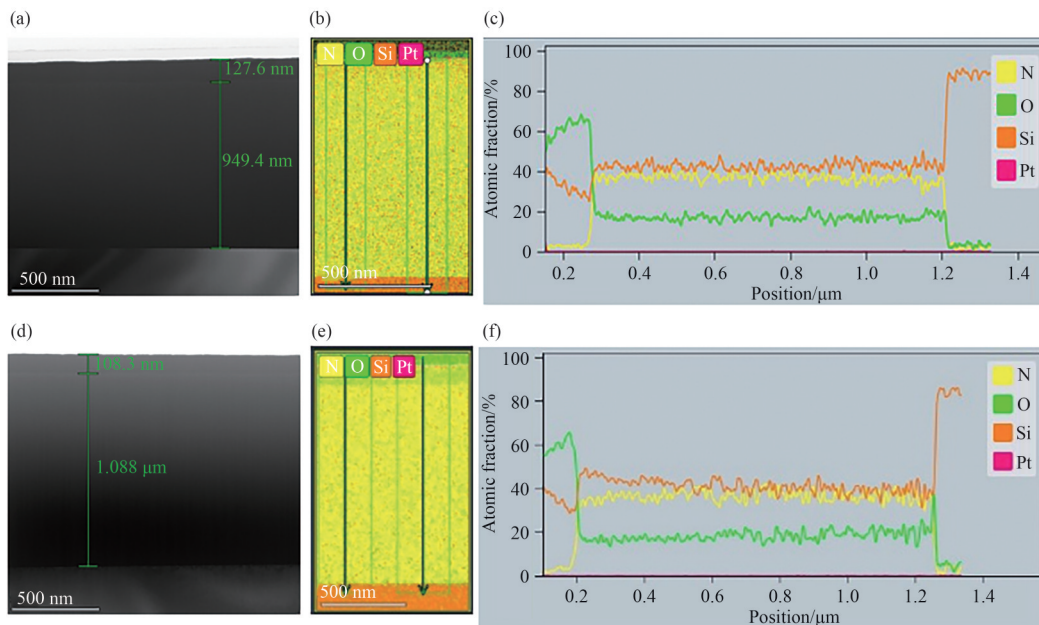 (a)
127.6 nm
949.4 nm
500 nm
(b)
N O Si Pt
500 nm
(c)
100
80
60
40
20
0
Atomic fraction/%
0.2 0.4 0.6 0.8 1.0 1.2 1.4
Position/μm
N
O
Si
Pt
(d)
108.3 nm
1.088 μm
500 nm
(e)
N O Si Pt
500 nm
(f)
100
80
60
40
20
0
Atomic fraction/%
0.2 0.4 0.6 0.8 1.0 1.2 1.4
Position/μm
N
O
Si
Pt